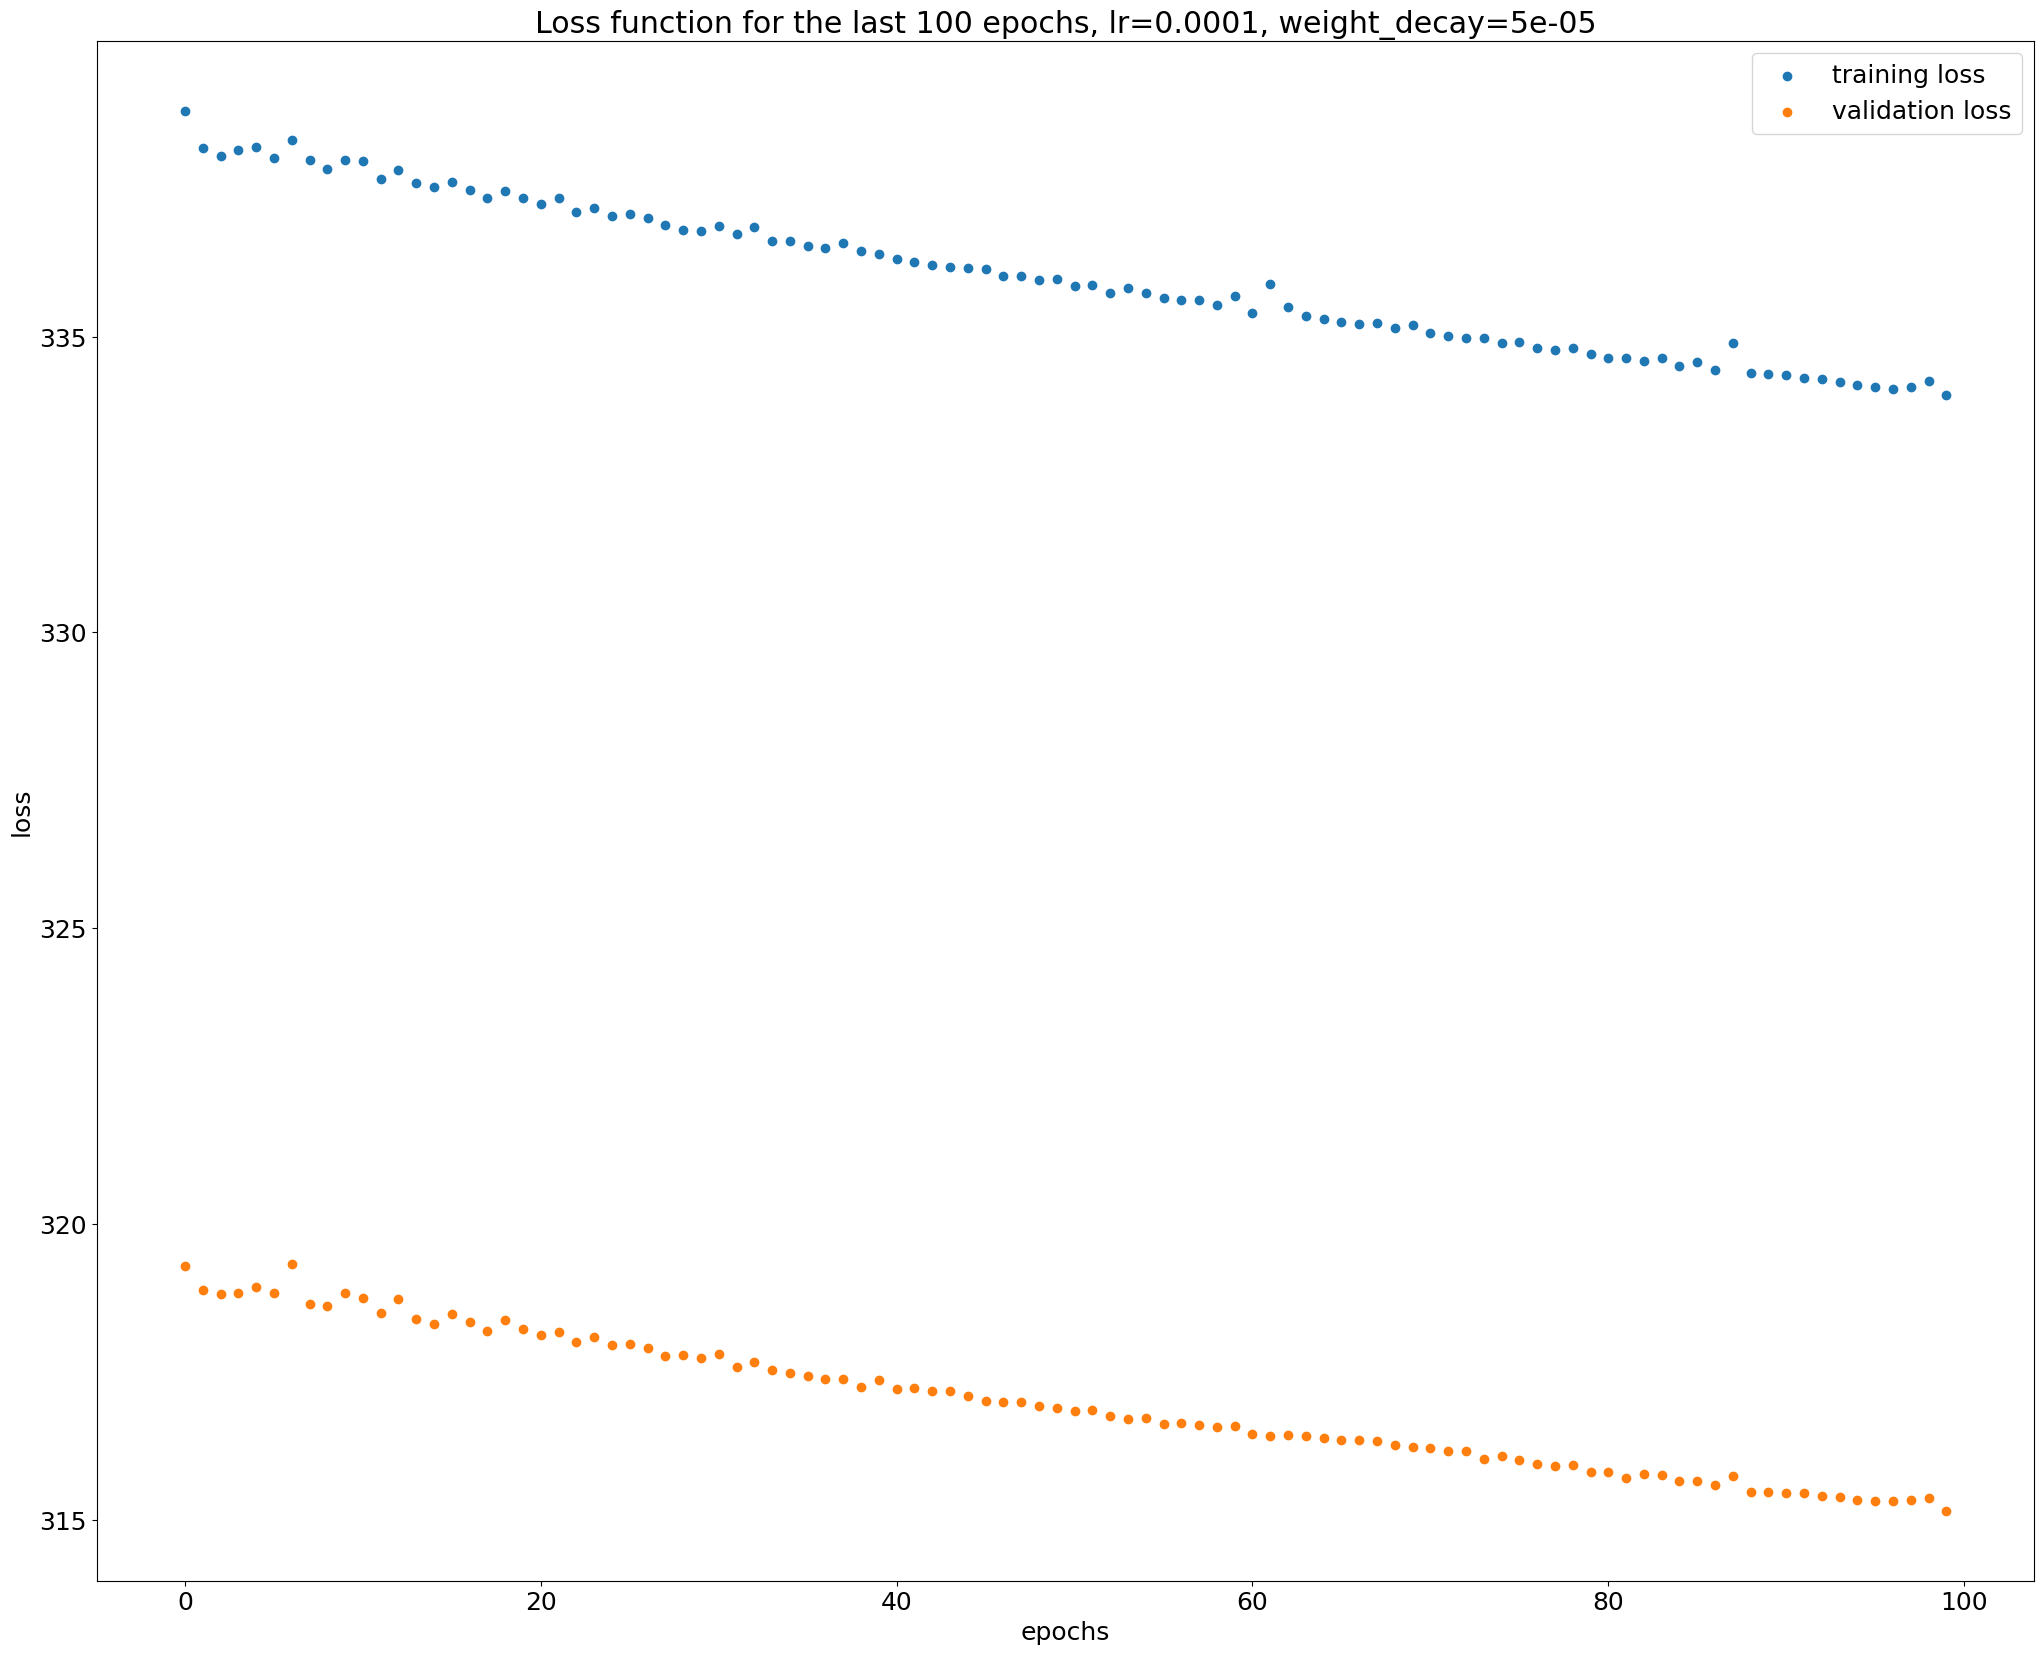 Loss function for the last 100 epochs, lr=0.0001, weight_decay=5e-05
training loss
validation loss
335
330
325
320
315
loss
0 20 40 60 80 100
epochs